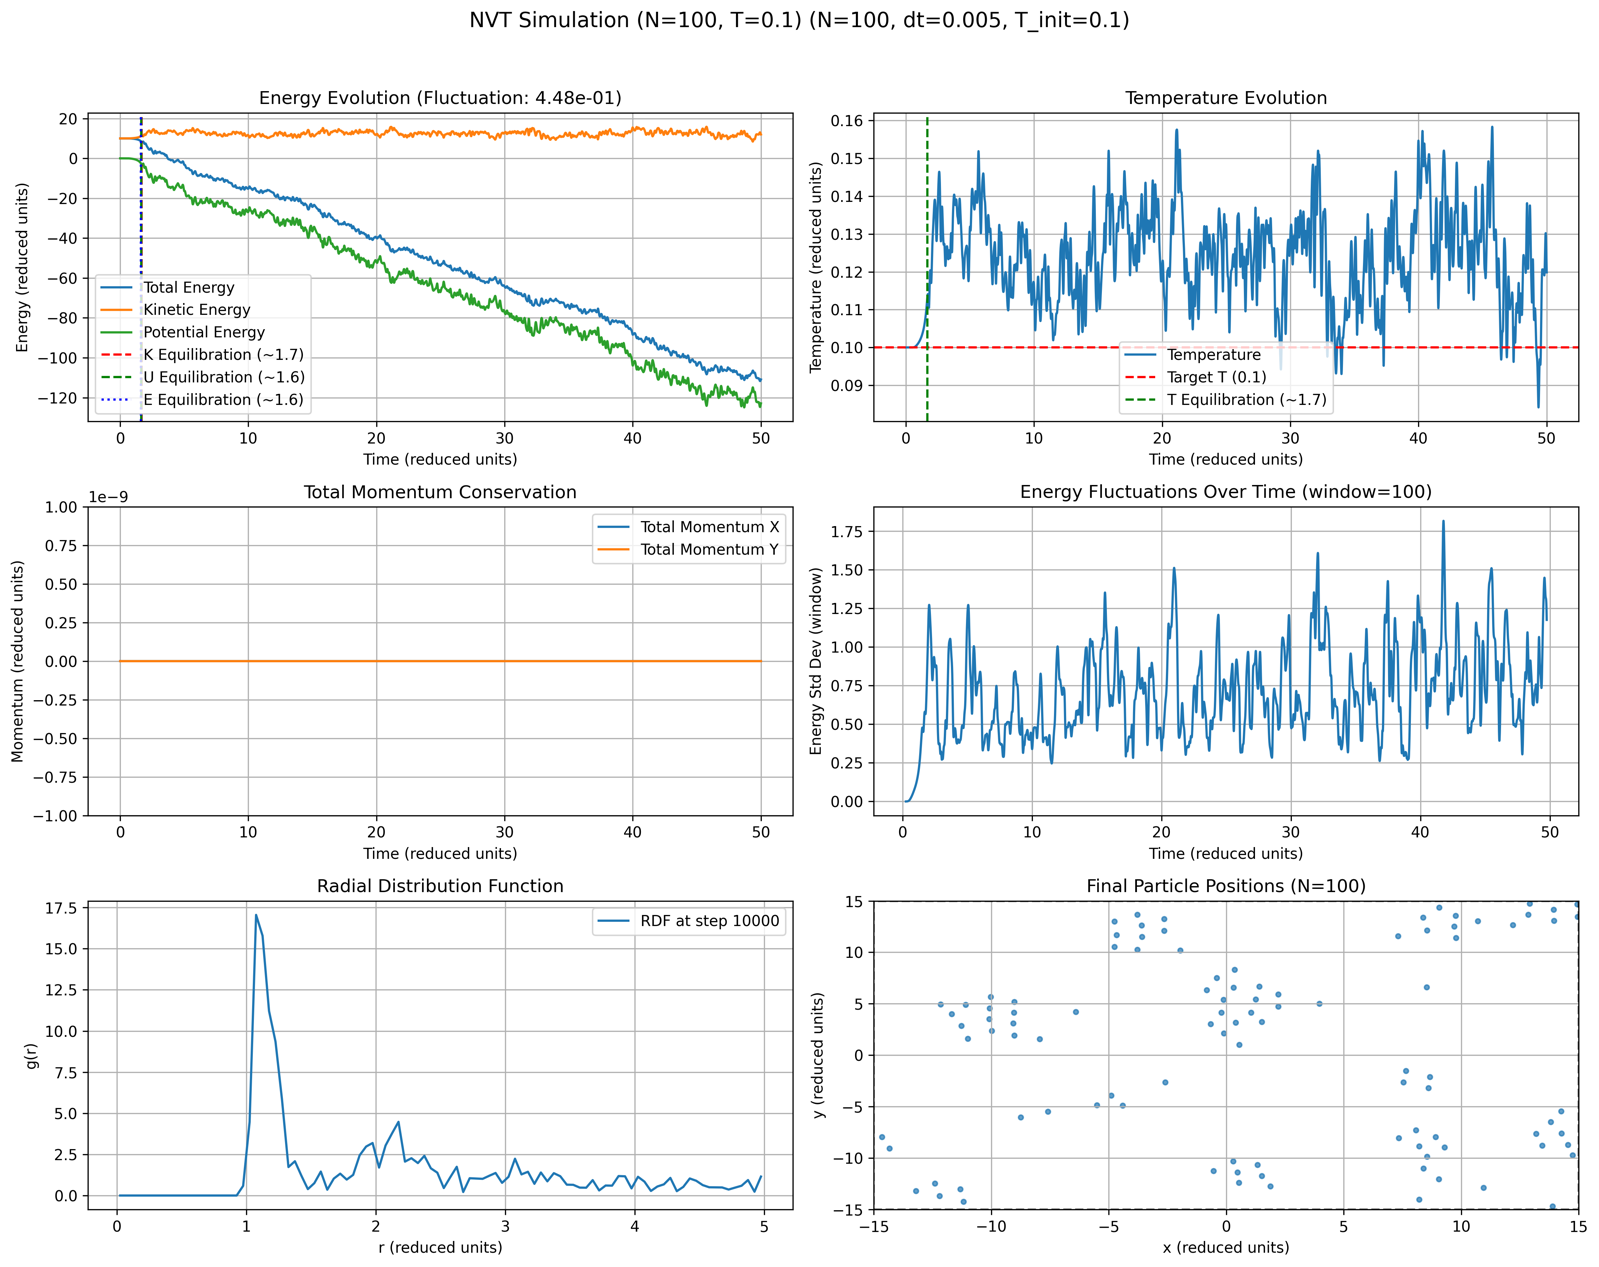 NVT Simulation (N=100, T=0.1) (N=100, dt=0.005, T_init=0.1)
Energy Evolution (Fluctuation: 4.48e-01)
Energy (reduced units)
20
0
−20
−40
−60
−80
−100
−120
Total Energy
Kinetic Energy
Potential Energy
K Equilibration (~1.7)
U Equilibration (~1.6)
E Equilibration (~1.6)
0 10 20 30 40 50
Time (reduced units)
Temperature Evolution
Temperature (reduced units)
0.16
0.15
0.14
0.13
0.12
0.11
0.10
0.09
Temperature
Target T (0.1)
T Equilibration (~1.7)
0 10 20 30 40 50
Time (reduced units)
Total Momentum Conservation
1e−9
Momentum (reduced units)
1.00
0.75
0.50
0.25
0.00
−0.25
−0.50
−0.75
−1.00
Total Momentum X
Total Momentum Y
0 10 20 30 40 50
Time (reduced units)
Energy Fluctuations Over Time (window=100)
Energy Std Dev (window)
1.75
1.50
1.25
1.00
0.75
0.50
0.25
0.00
0 10 20 30 40 50
Time (reduced units)
Radial Distribution Function
g(r)
17.5
15.0
12.5
10.0
7.5
5.0
2.5
0.0
RDF at step 10000
0 1 2 3 4 5
r (reduced units)
Final Particle Positions (N=100)
y (reduced units)
15
10
5
0
−5
−10
−15
−15 −10 −5 0 5 10 15
x (reduced units)